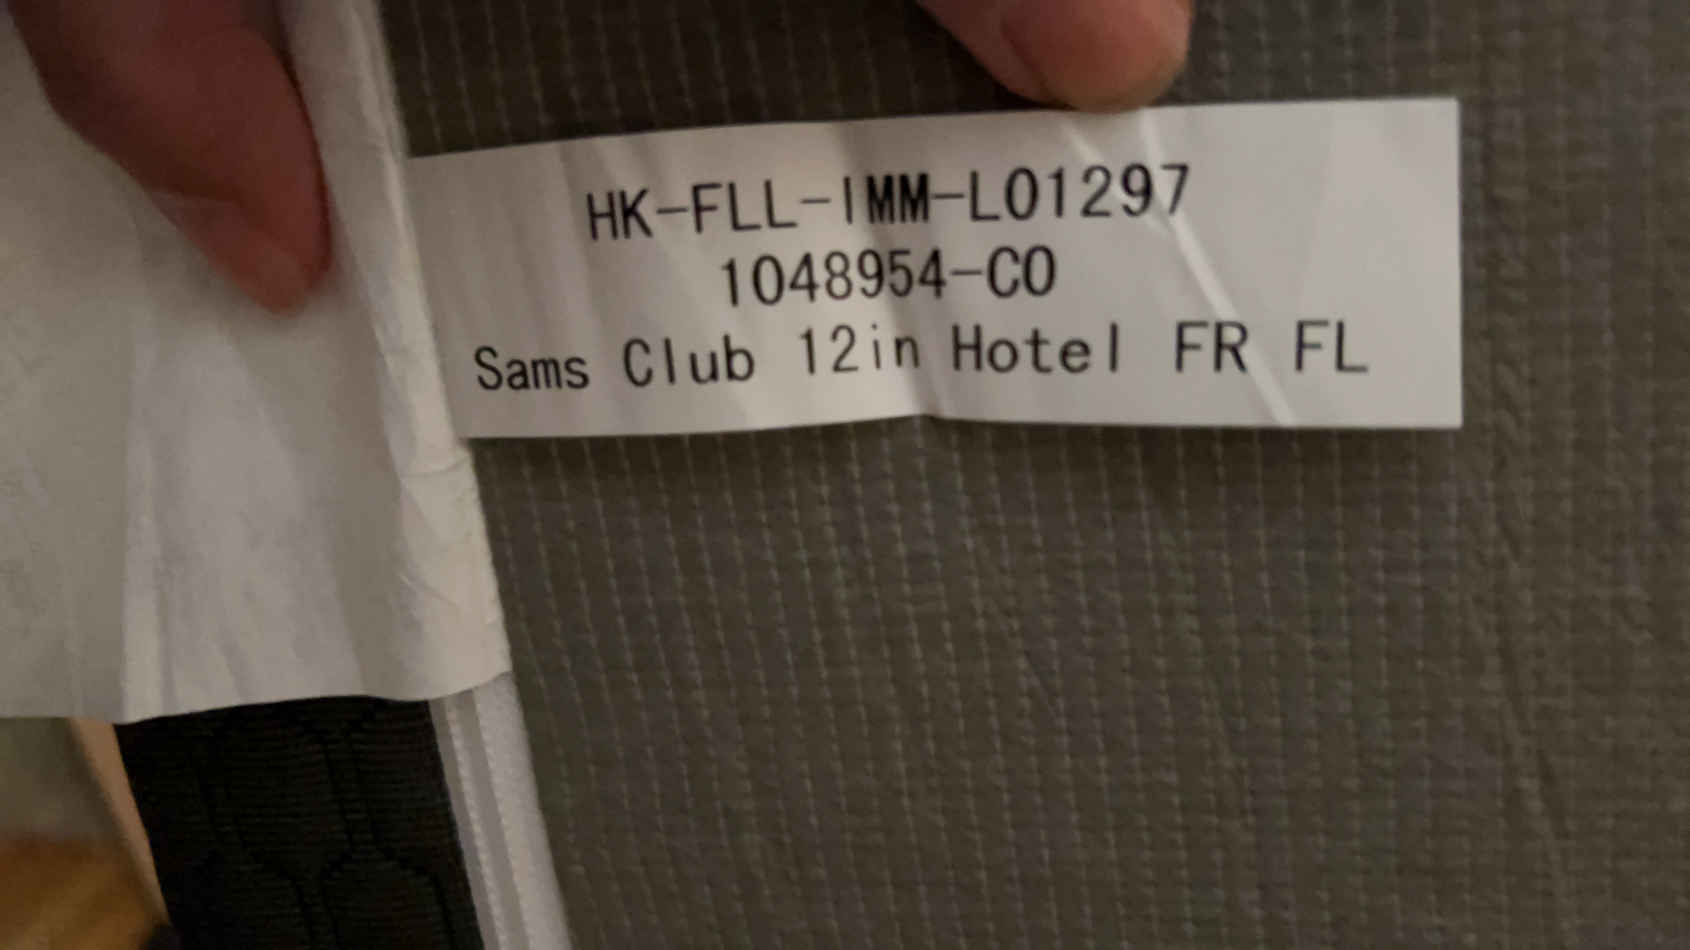 HK-FLL-IMM-L01297
1048954-CO
Sams Club 12in Hotel FR FL